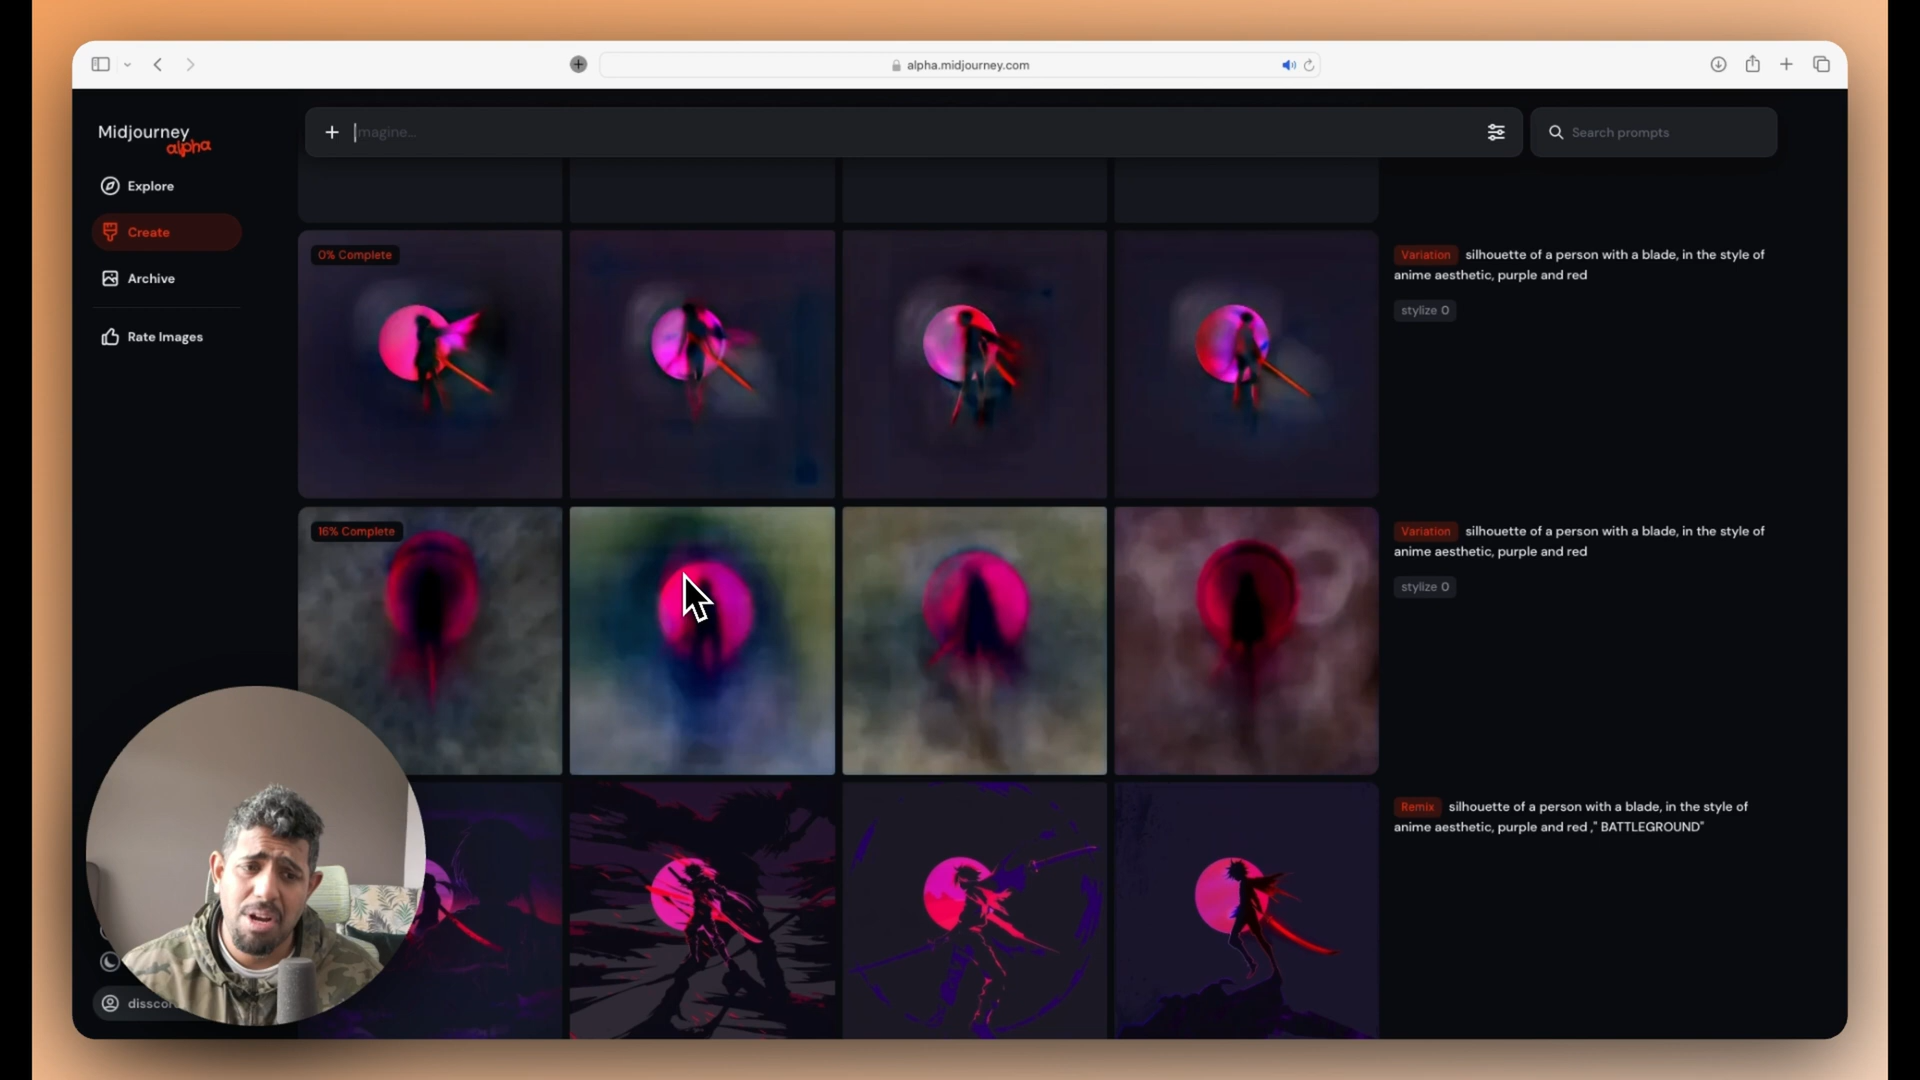 alpha.midjourney.com
Midjourney
alpha
Imagine...
Search prompts
Explore
Create
Archive
Rate Images
0% Complete
Variation silhouette of a person with a blade, in the style of
anime aesthetic, purple and red
stylize 0
16% Complete
Variation silhouette of a person with a blade, in the style of
anime aesthetic, purple and red
stylize 0
Remix silhouette of a person with a blade, in the style of
anime aesthetic, purple and red ," BATTLEGROUND"